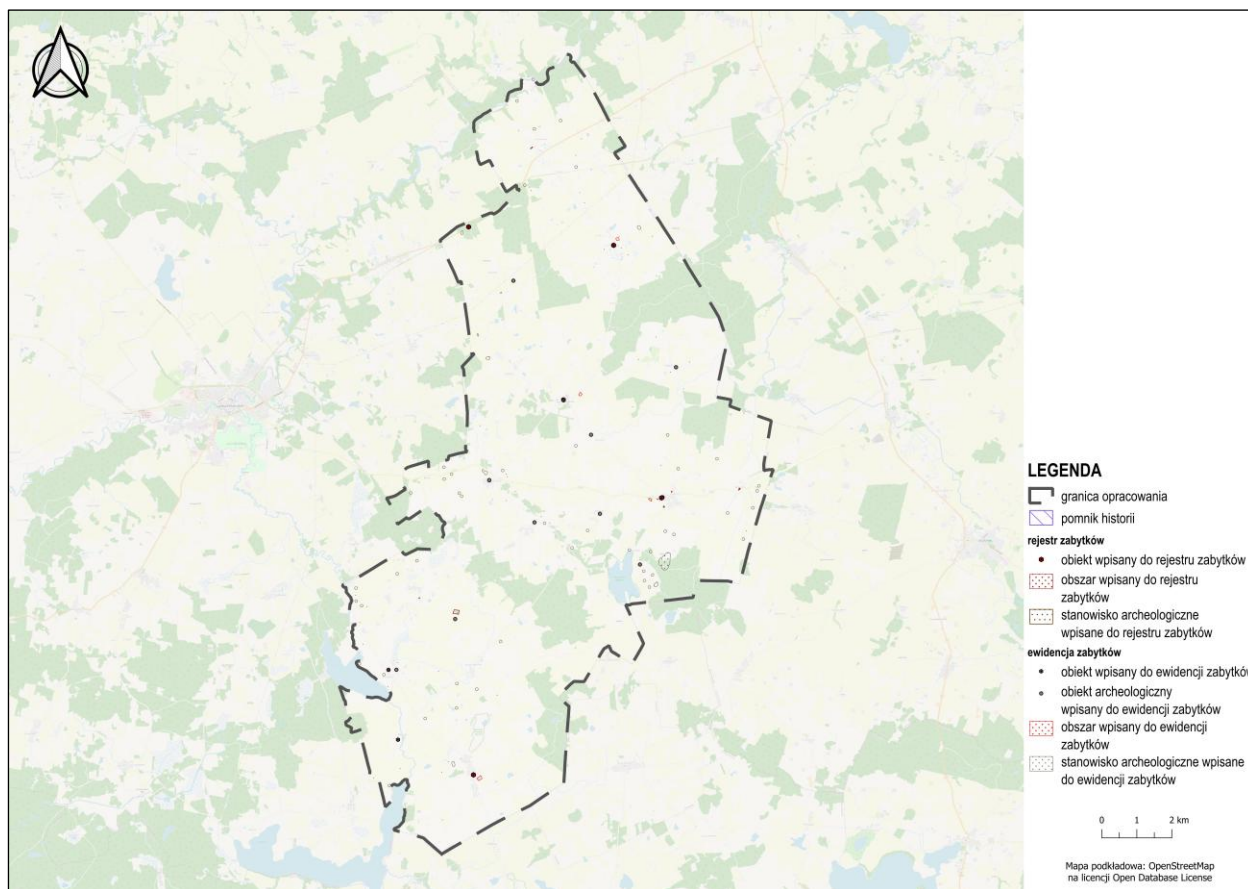 LEGENDA
granica opracowania
pomnik historii
rejestr zabytków
obiekt wpisany do rejestru zabytków
obszar wpisany do rejestru
zabytków
stanowisko archeologiczne
wpisane do rejestru zabytków
ewidencja zabytków
obiekt wpisany do ewidencji zabytków
obiekt archeologiczny
wpisany do ewidencji zabytków
obszar wpisany do ewidencji
zabytków
stanowisko archeologiczne wpisane
do ewidencji zabytków
0 1 2 km
Mapa podkładowa: OpenStreetMap
na licencji Open Database License